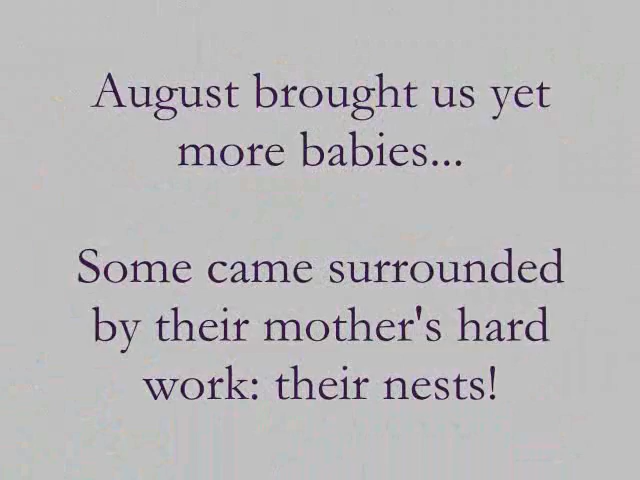 August brought us yet
more babies...
Some came surrounded
by their mother's hard
work: their nests!